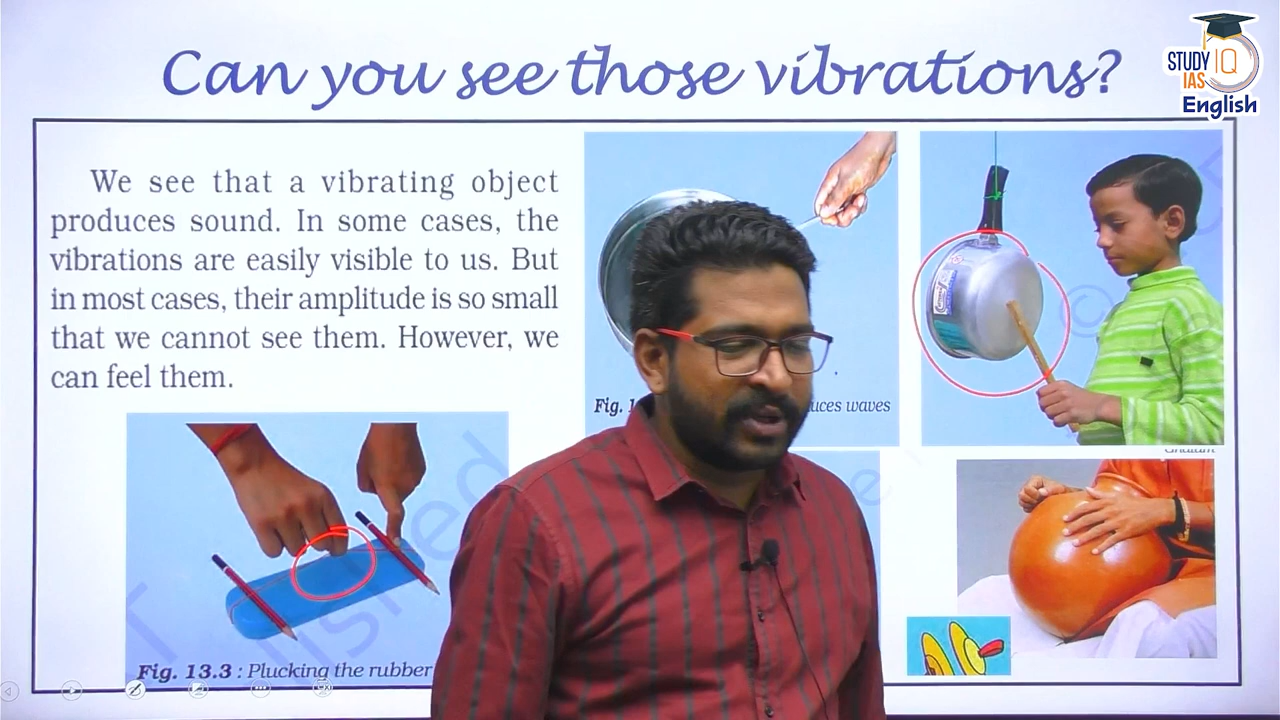 Can you see those vibrations?
STUDY IQ
IAS
English
We see that a vibrating object
produces sound. In some cases, the
vibrations are easily visible to us. But
in most cases, their amplitude is so small
that we cannot see them. However, we
can feel them.
Fig.
waves
Ghatam
Fig. 13.3 : Plucking the rubber